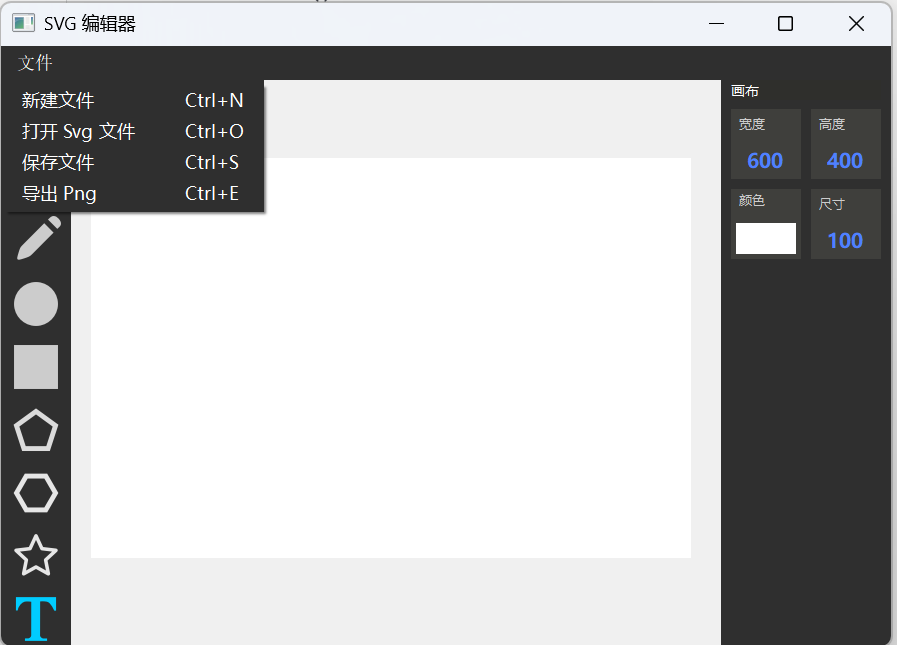 SVG 编辑器
文件
新建文件 Ctrl+N
打开 Svg 文件 Ctrl+O
保存文件 Ctrl+S
导出 Png Ctrl+E
T
画布
宽度 高度
600 400
颜色 尺寸
100